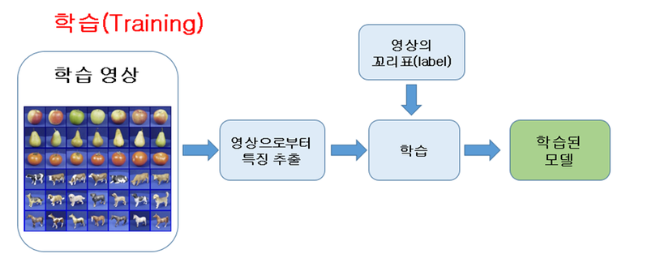 학습(Training)
학습 영상
영상으로부터
특징 추출
영상의
꼬리표(label)
학습
학습된
모델